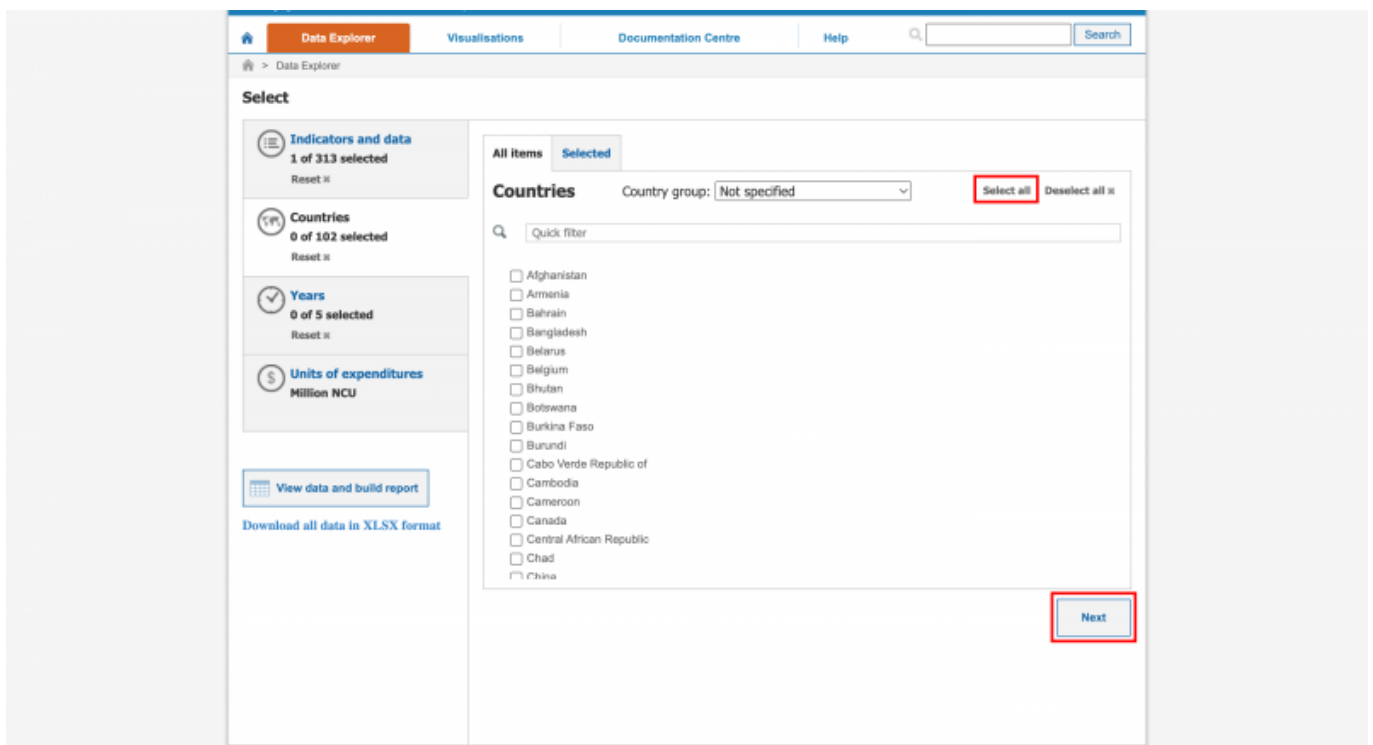 Data Explorer Visualisations Documentation Centre Help Search
> Data Explorer
Select
Indicators and data
1 of 313 selected
Reset
Countries
0 of 102 selected
Reset
Years
0 of 5 selected
Reset
Units of expenditures
Million NCU
View data and build report
Download all data in XLSX format
All items Selected
Countries Country group: Not specified Select all Deselect all
Quick filter
Afghanistan
Armenia
Bahrain
Bangladesh
Belarus
Belgium
Bhutan
Botswana
Burkina Faso
Burundi
Cabo Verde Republic of
Cambodia
Cameroon
Canada
Central African Republic
Chad
China
Next